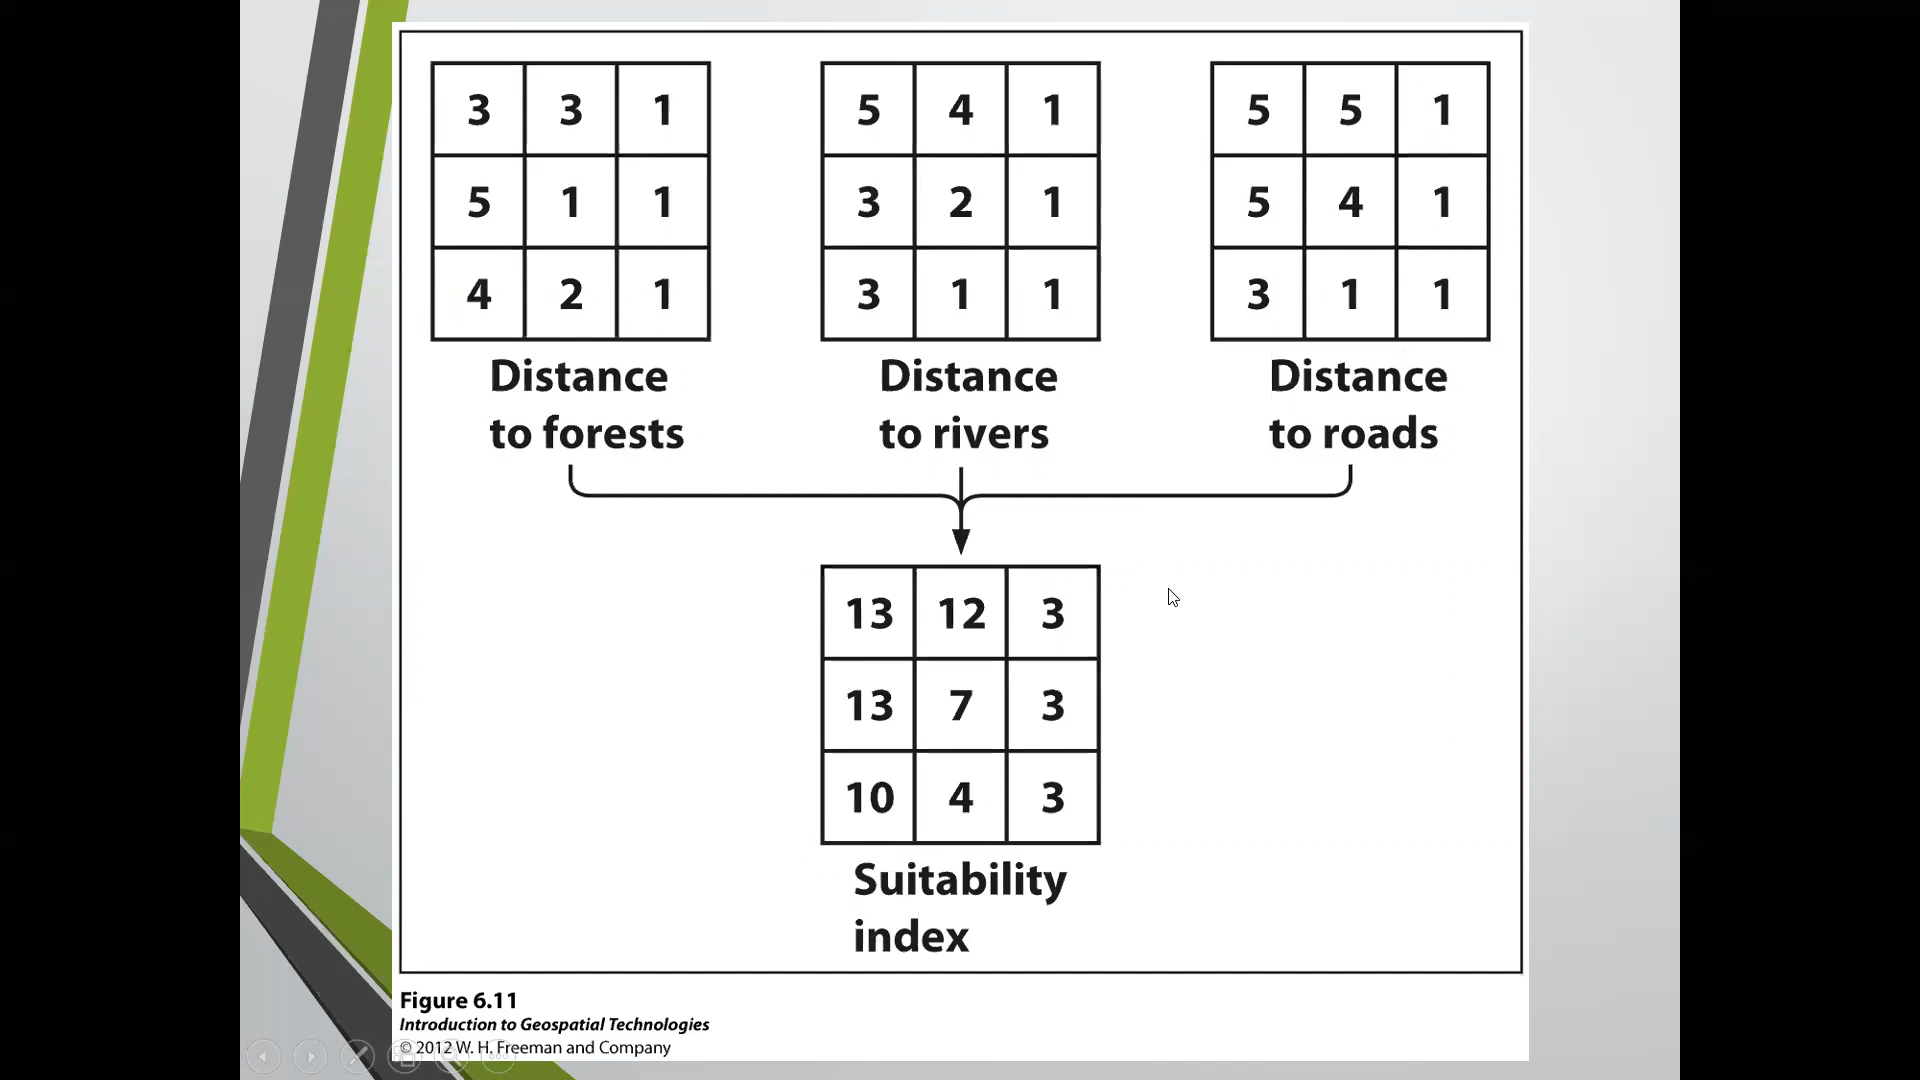 3 3 1
5 1 1
4 2 1
Distance
to forests
5 4 1
3 2 1
3 1 1
Distance
to rivers
5 5 1
5 4 1
3 1 1
Distance
to roads
13 12 3
13 7 3
10 4 3
Suitability
index
Figure 6.11
Introduction to Geospatial Technologies
© 2012 W. H. Freeman and Company